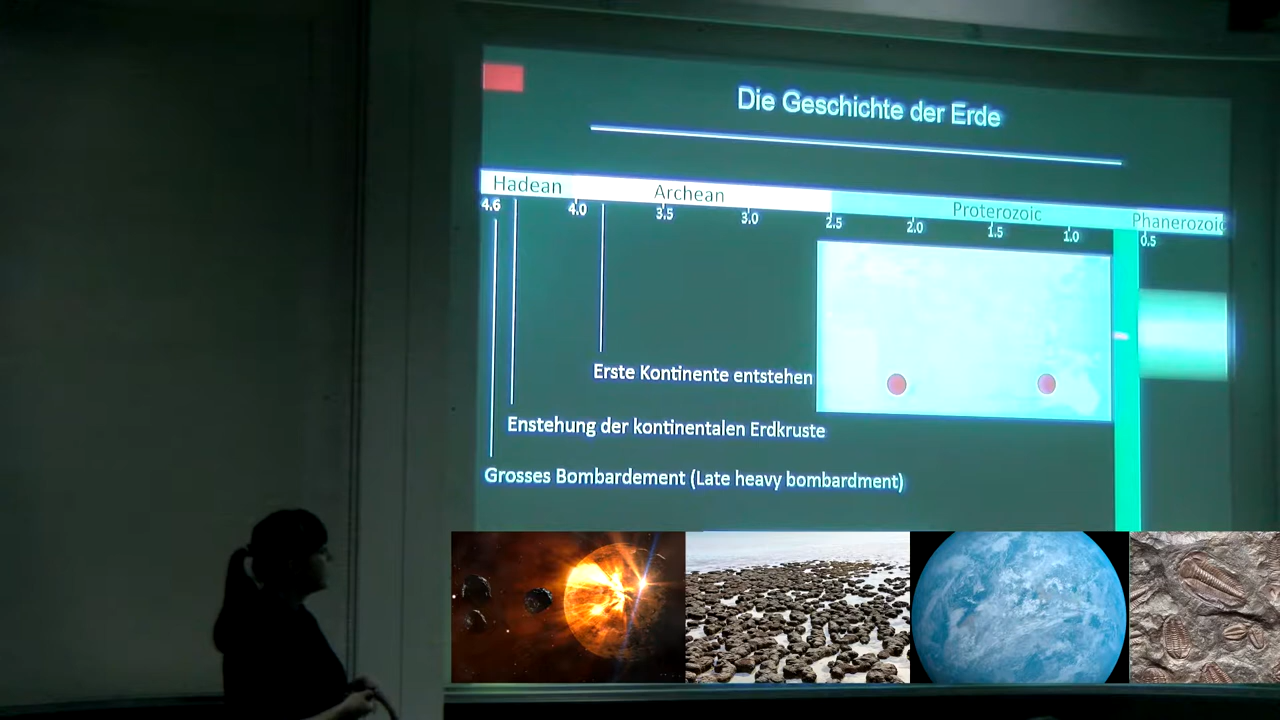 Die Geschichte der Erde
Hadean Archean Proterozoic Phanerozoic
4.6 4.0 3.5 3.0 2.5 2.0 1.5 1.0 0.5
Erste Kontinente entstehen
Enstehung der kontinentalen Erdkruste
Grosses Bombardement (Late heavy bombardment)